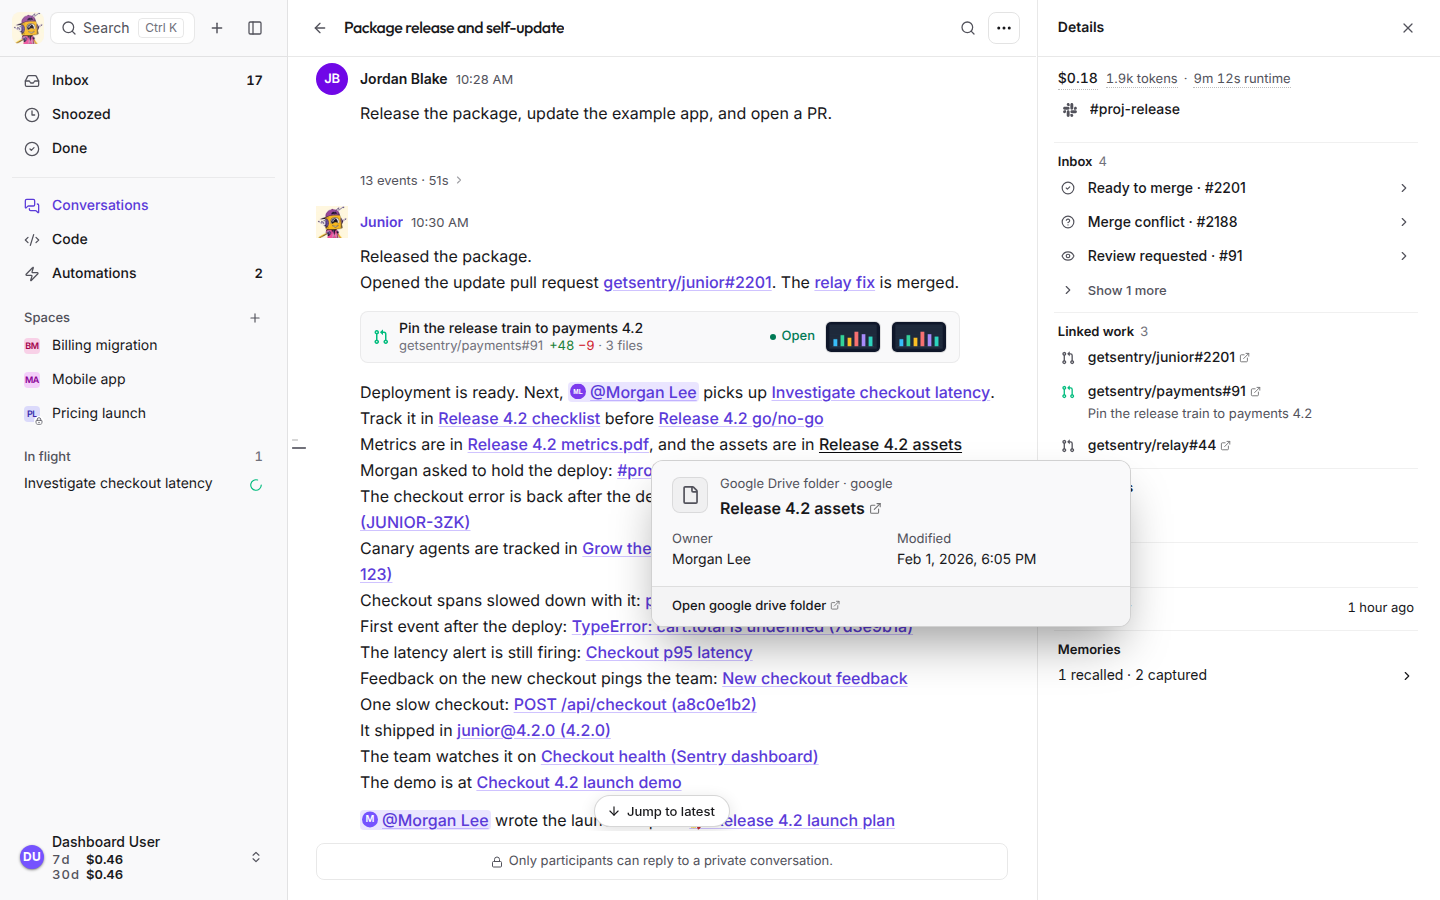 Search Ctrl K
Inbox 17
Snoozed
Done
Conversations
Code
Automations 2
Spaces
BM Billing migration
MA Mobile app
PL Pricing launch
In flight 1
Investigate checkout latency
DU Dashboard User
7d $0.46
30d $0.46
Package release and self-update
JB Jordan Blake 10:28 AM
Release the package, update the example app, and open a PR.
13 events · 51s
Junior 10:30 AM
Released the package.
Opened the update pull request getsentry/junior#2201. The relay fix is merged.
Pin the release train to payments 4.2
getsentry/payments#91 +48 −9 · 3 files
Open
Deployment is ready. Next, ML @Morgan Lee picks up Investigate checkout latency.
Track it in Release 4.2 checklist before Release 4.2 go/no-go
Metrics are in Release 4.2 metrics.pdf, and the assets are in Release 4.2 assets
Morgan asked to hold the deploy:
The checkout error is back after the
(JUNIOR-3ZK)
Canary agents are tracked in Grow the
123)
Checkout spans slowed down with it:
First event after the deploy: TypeError: cart.total is undefined (7d3e9b1a)
The latency alert is still firing: Checkout p95 latency
Feedback on the new checkout pings the team: New checkout feedback
One slow checkout: POST /api/checkout (a8c0e1b2)
It shipped in junior@4.2.0 (4.2.0)
The team watches it on Checkout health (Sentry dashboard)
The demo is at Checkout 4.2 launch demo
M @Morgan Lee wrote the 4.2 launch plan
Jump to latest
Only participants can reply to a private conversation.
Google Drive folder · google
Release 4.2 assets
Owner Modified
Morgan Lee Feb 1, 2026, 6:05 PM
Open google drive folder
Details
$0.18 1.9k tokens · 9m 12s runtime
#proj-release
Inbox 4
Ready to merge · #2201
Merge conflict · #2188
Review requested · #91
Show 1 more
Linked work 3
getsentry/junior#2201
getsentry/payments#91
Pin the release train to payments 4.2
getsentry/relay#44
1 hour ago
Memories
1 recalled · 2 captured